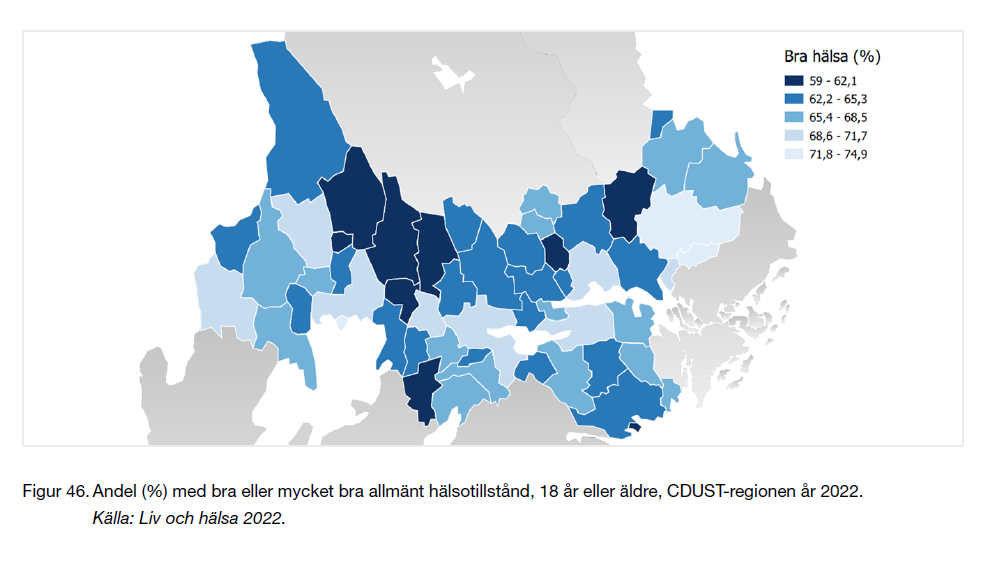 Bra hälsa (%)
59 - 62,1
62,2 - 65,3
65,4 - 68,5
68,6 - 71,7
71,8 - 74,9
Figur 46. Andel (%) med bra eller mycket bra allmänt hälsotillstånd, 18 år eller äldre, CDUST-regionen år 2022.
Källa: Liv och hälsa 2022.